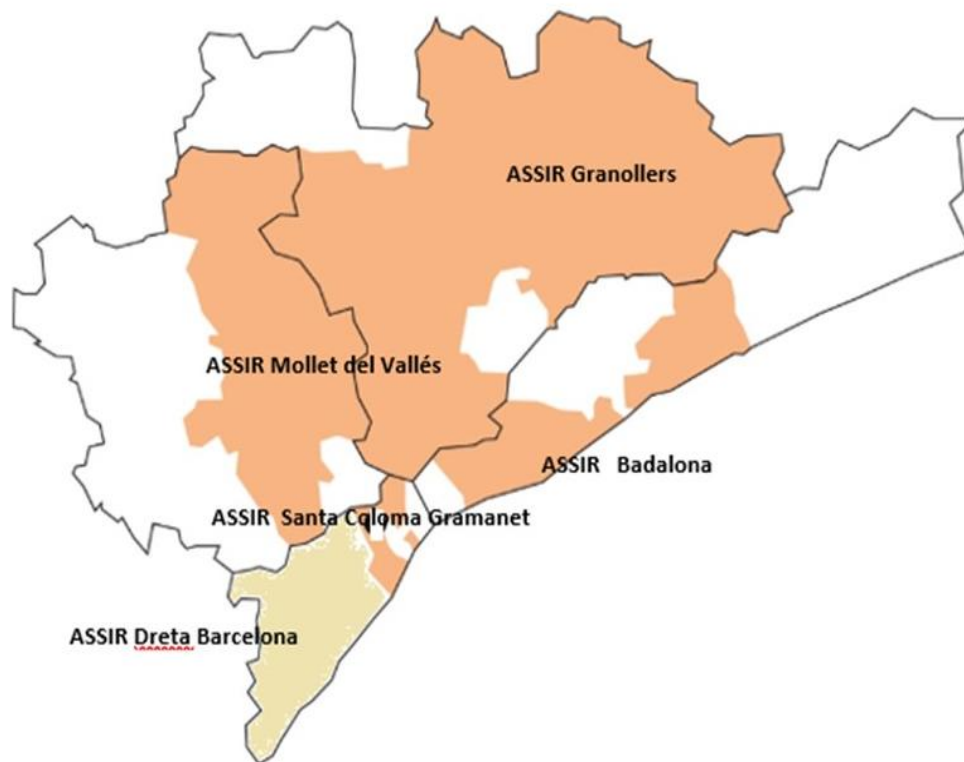 ASSIR Granollers
ASSIR Mollet del Vallés
ASSIR Badalona
ASSIR Santa Coloma Gramanet
ASSIR Dreta Barcelona